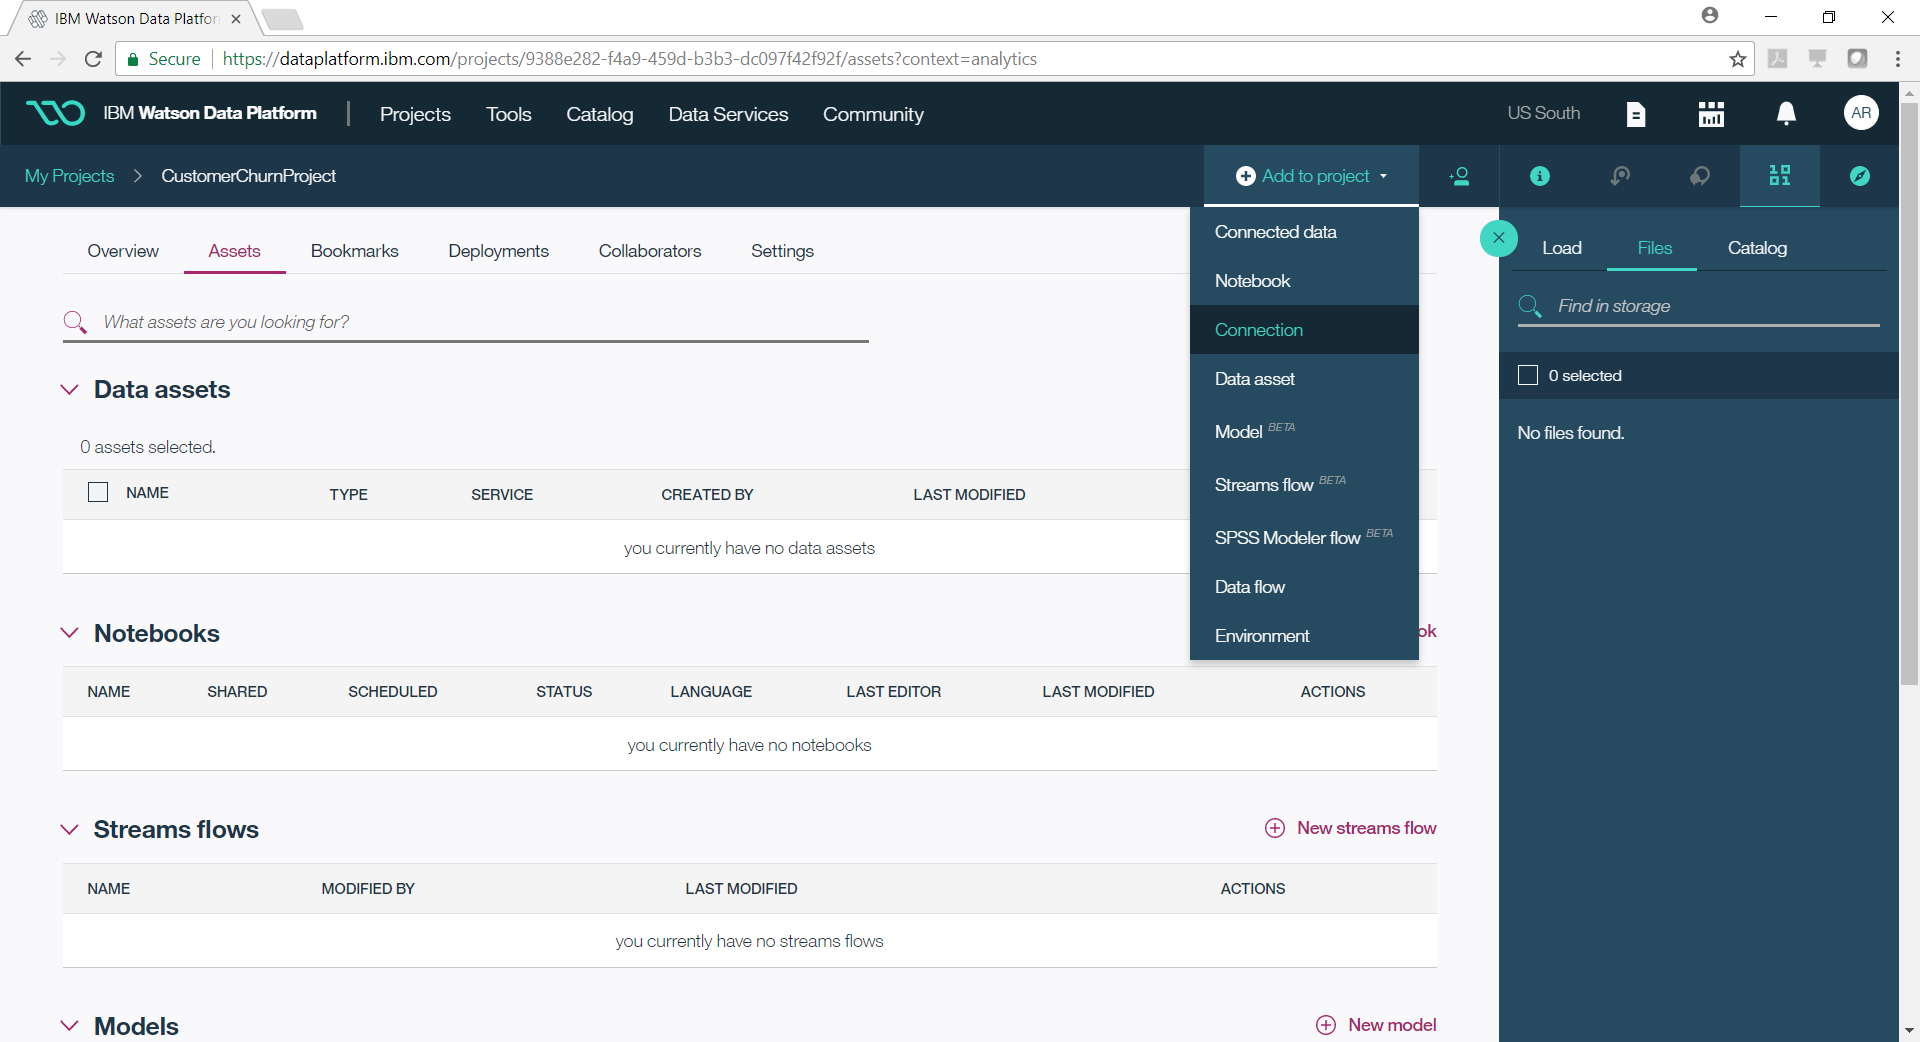 IBM Watson Data Platfor
Secure
https://dataplatform.ibm.com/projects/9388e282-f4a9-459d-b3b3-dc097f42f92f/assets?context=analytics
IBM Watson Data Platform
Projects
Tools
Catalog
Data Services
Community
US South
AR
My Projects > CustomerChurnProject
Add to project
Connected data
Notebook
Connection
Data asset
Model BETA
Streams flow BETA
SPSS Modeler flow BETA
Data flow
Environment
Overview
Assets
Bookmarks
Deployments
Collaborators
Settings
What assets are you looking for?
Data assets
0 assets selected.
NAME TYPE SERVICE CREATED BY LAST MODIFIED
you currently have no data assets
Notebooks
ok
NAME SHARED SCHEDULED STATUS LANGUAGE LAST EDITOR LAST MODIFIED ACTIONS
you currently have no notebooks
Streams flows
New streams flow
NAME MODIFIED BY LAST MODIFIED ACTIONS
you currently have no streams flows
Models
New model
Load
Files
Catalog
Find in storage
0 selected
No files found.